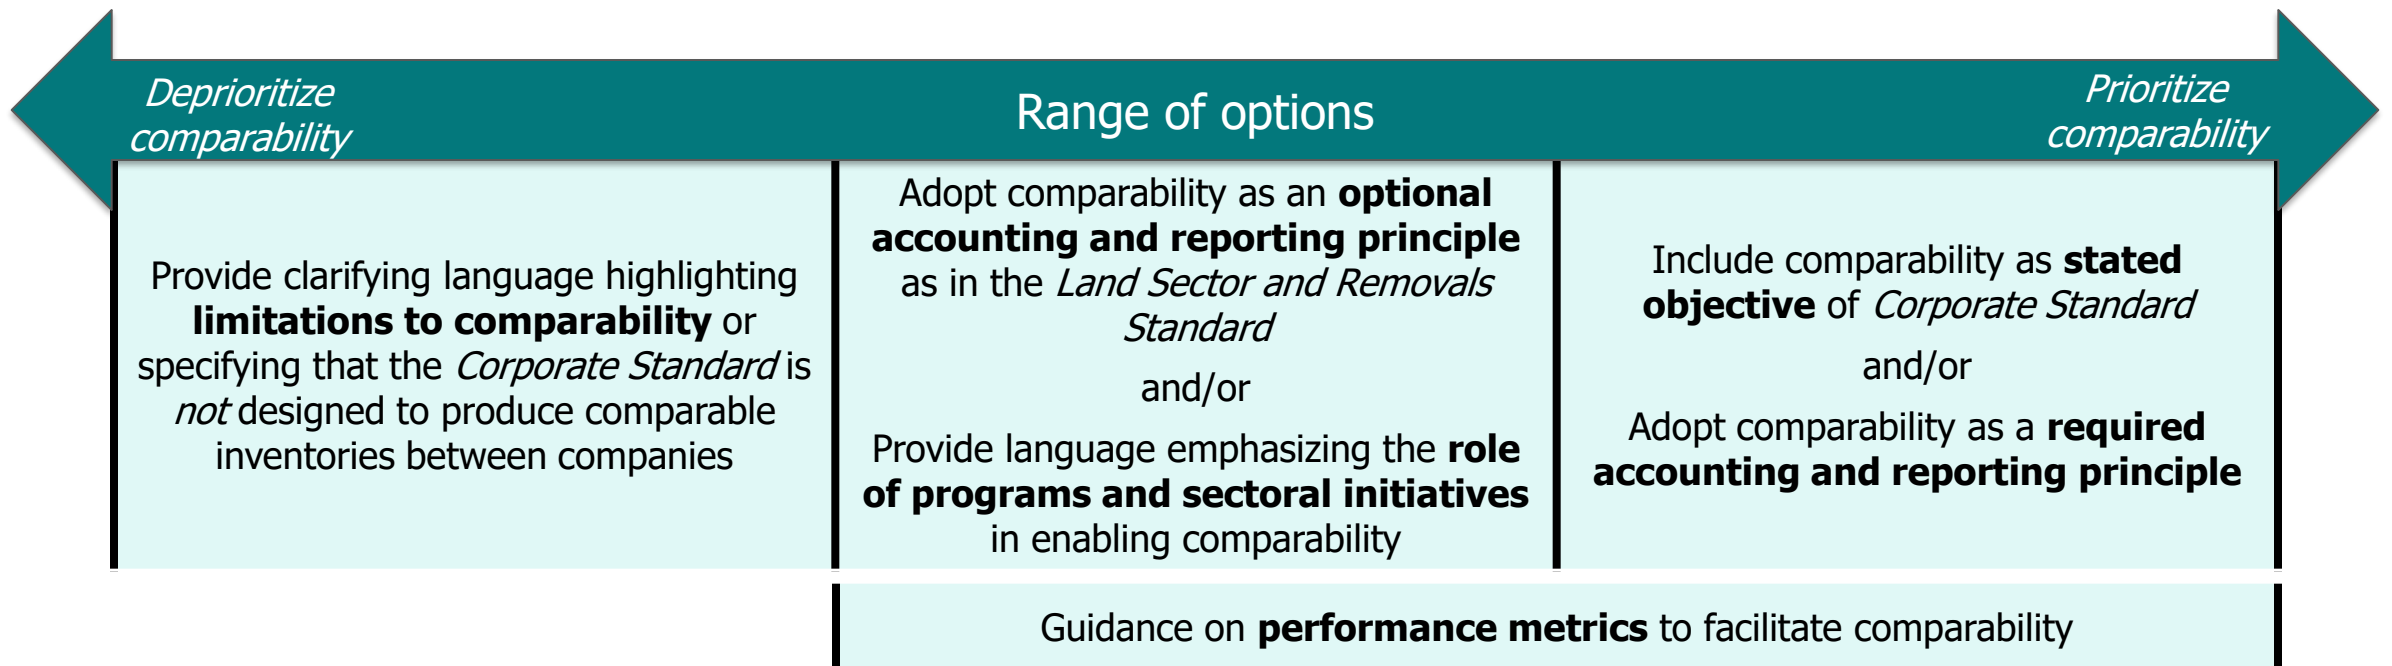 Deprioritize
comparability
Range of options
Prioritize
comparability
Provide clarifying language highlighting
limitations to comparability or
specifying that the Corporate Standard is
not designed to produce comparable
inventories between companies
Adopt comparability as an optional
accounting and reporting principle
as in the Land Sector and Removals
Standard
and/or
Provide language emphasizing the role
of programs and sectoral initiatives
in enabling comparability
Include comparability as stated
objective of Corporate Standard
and/or
Adopt comparability as a required
accounting and reporting principle
Guidance on performance metrics to facilitate comparability